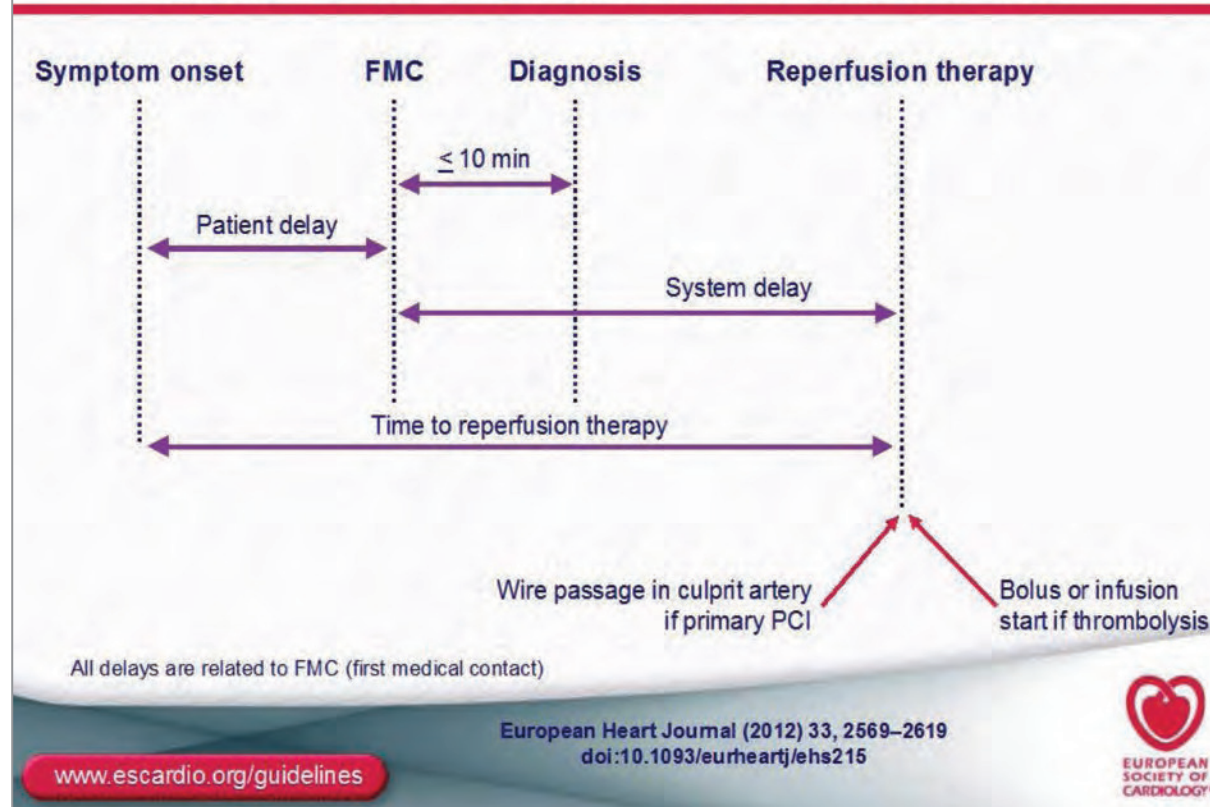 Symptom onset FMC Diagnosis Reperfusion therapy
≤ 10 min
Patient delay
System delay
Time to reperfusion therapy
Wire passage in culprit artery
if primary PCI
Bolus or infusion
start if thrombolysis
All delays are related to FMC (first medical contact)
European Heart Journal (2012) 33, 2569–2619
doi:10.1093/eurheartj/ehs215
www.escardio.org/guidelines
EUROPEAN
SOCIETY OF
CARDIOLOGY